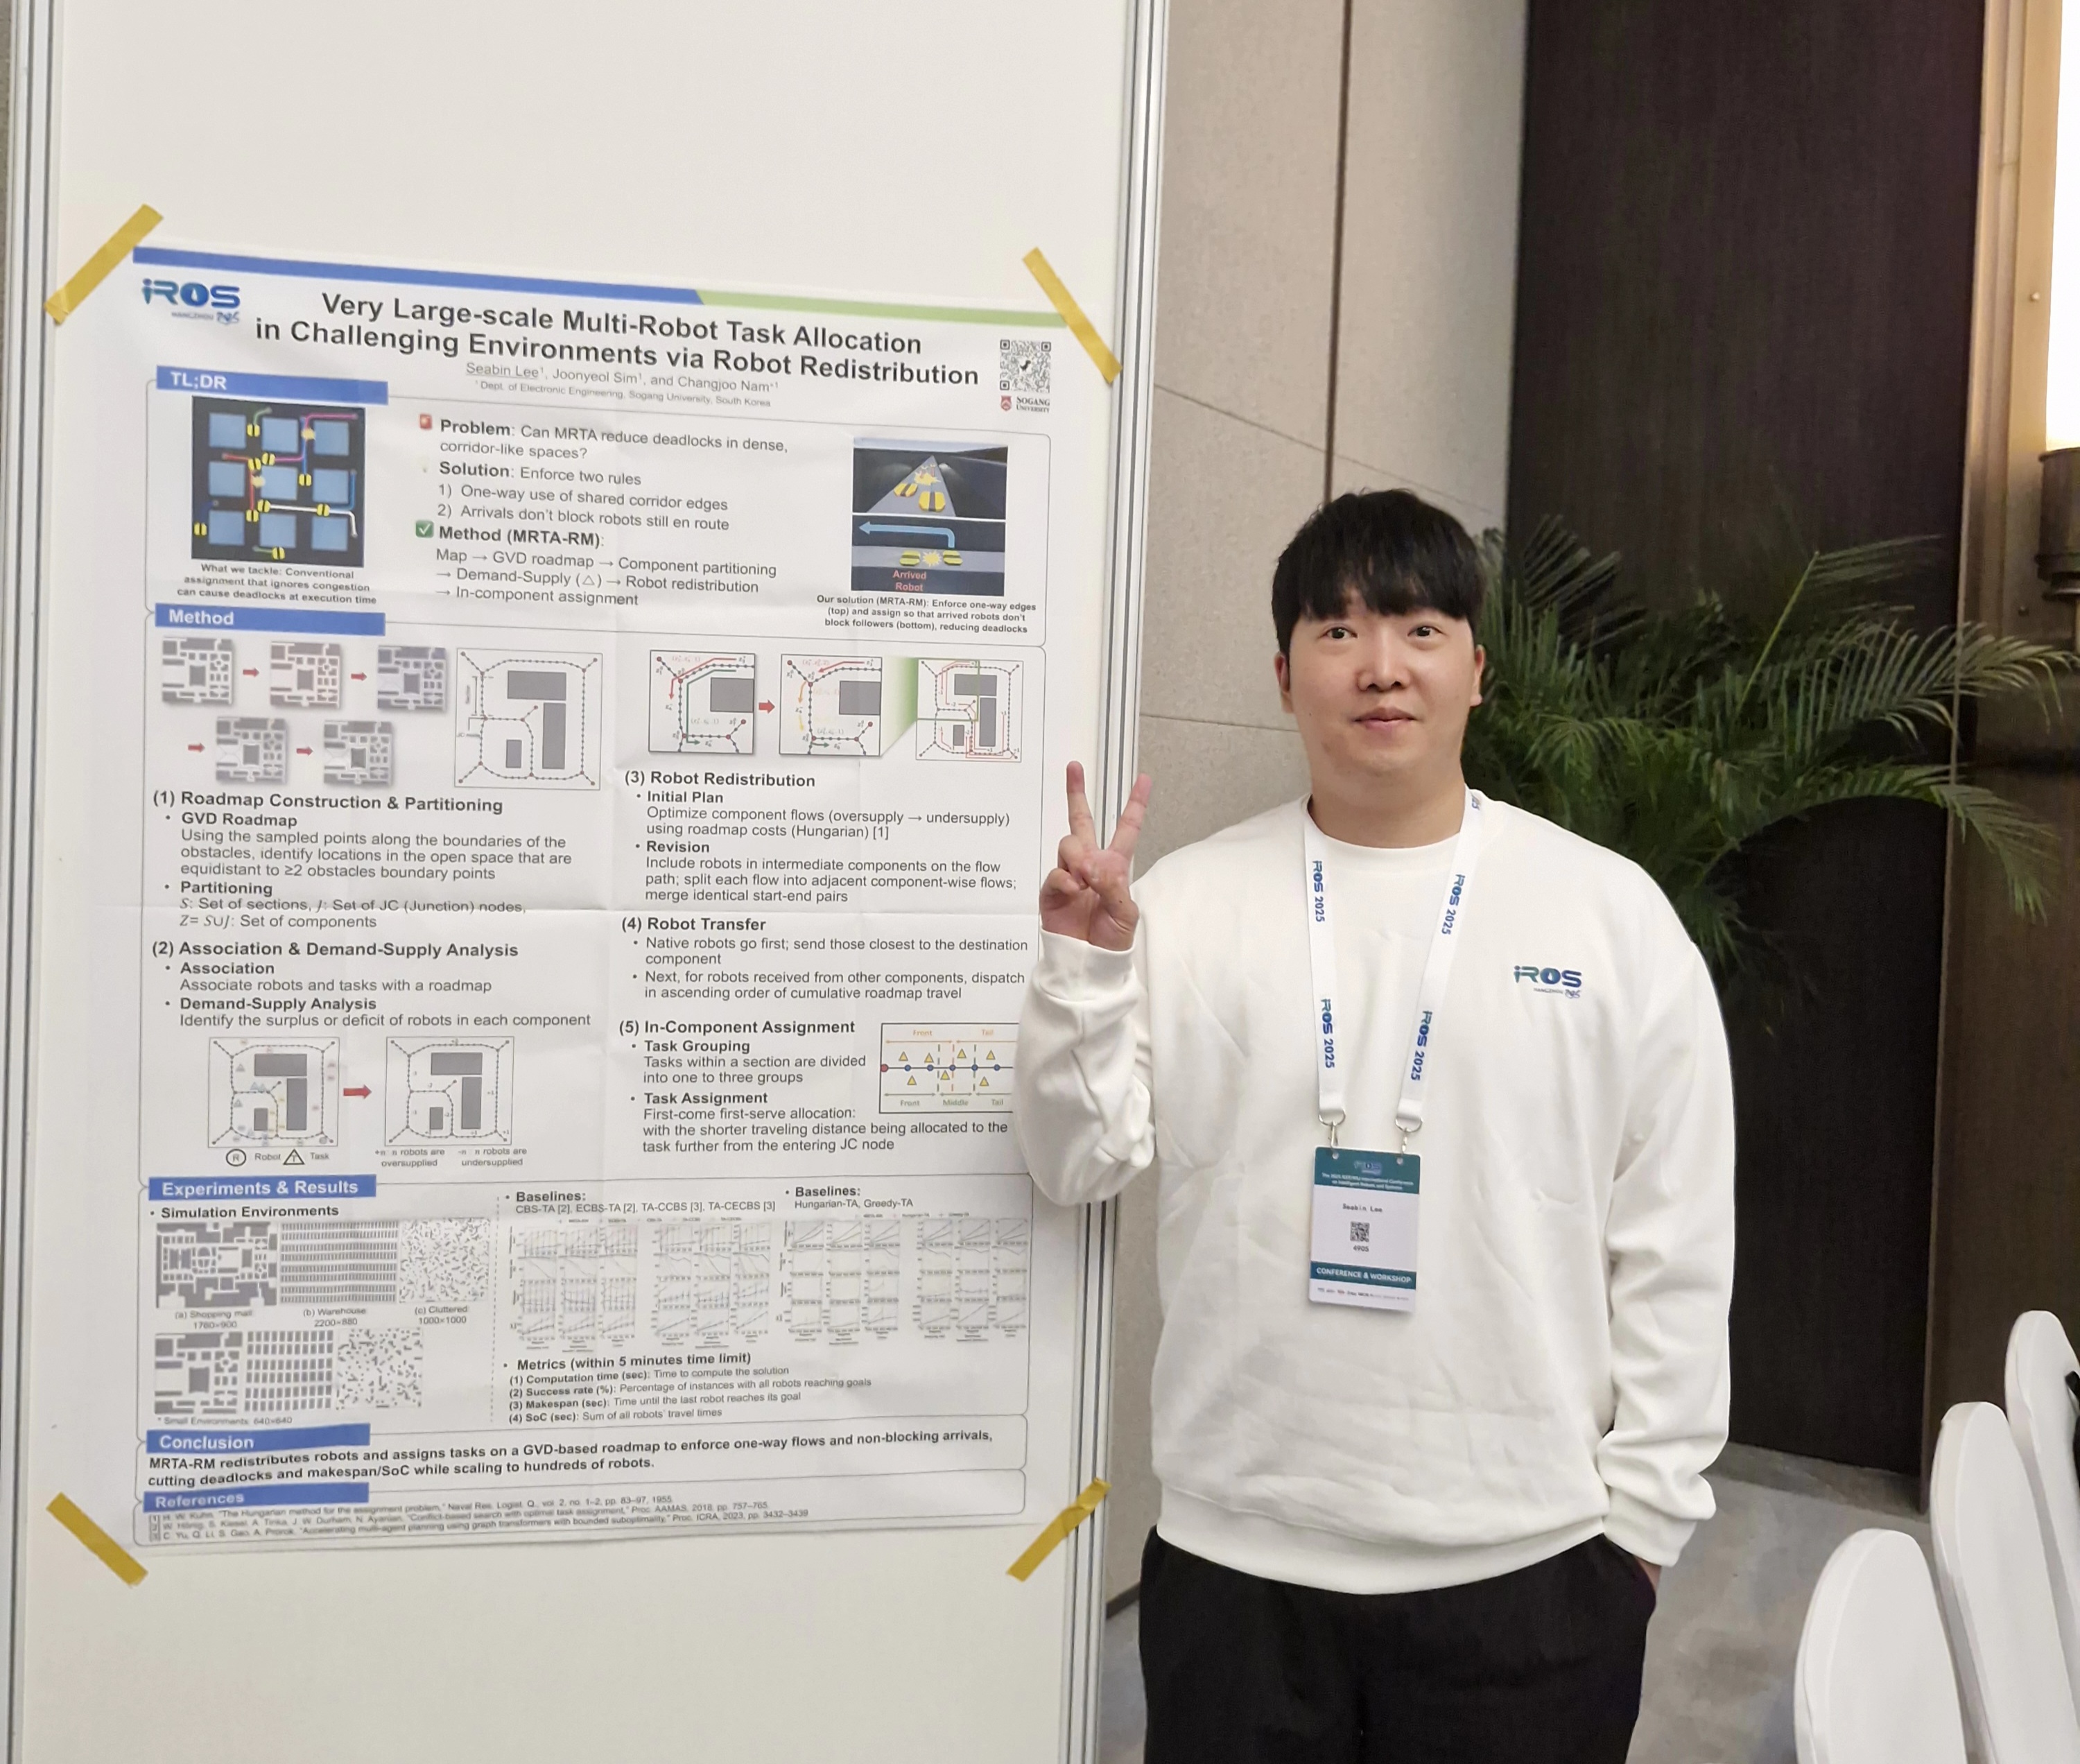 iROS
HANGZHOU 2025
Very Large-scale Multi-Robot Task Allocation
in Challenging Environments via Robot Redistribution
Seabin Lee¹, Joonyeol Sim¹, and Changjoo Nam*¹
¹ Dept. of Electronic Engineering, Sogang University, South Korea
SOGANG
UNIVERSITY
TL;DR
What we tackle: Conventional
assignment that ignores congestion
can cause deadlocks at execution time
Problem: Can MRTA reduce deadlocks in dense,
corridor-like spaces?
Solution: Enforce two rules
1) One-way use of shared corridor edges
2) Arrivals don't block robots still en route
Method (MRTA-RM):
Map → GVD roadmap → Component partitioning
→ Demand-Supply (△) → Robot redistribution
→ In-component assignment
Arrived
Robot
Our solution (MRTA-RM): Enforce one-way edges
(top) and assign so that arrived robots don't
block followers (bottom), reducing deadlocks
Method
Section
JC node
(1) Roadmap Construction & Partitioning
• GVD Roadmap
Using the sampled points along the boundaries of the
obstacles, identify locations in the open space that are
equidistant to ≥2 obstacles boundary points
• Partitioning
S: Set of sections, J: Set of JC (Junction) nodes,
Z= S∪J: Set of components
(2) Association & Demand-Supply Analysis
• Association
Associate robots and tasks with a roadmap
• Demand-Supply Analysis
Identify the surplus or deficit of robots in each component
R Robot T Task
+n: n robots are
oversupplied
-n: n robots are
undersupplied
(3) Robot Redistribution
• Initial Plan
Optimize component flows (oversupply → undersupply)
using roadmap costs (Hungarian) [1]
• Revision
Include robots in intermediate components on the flow
path; split each flow into adjacent component-wise flows;
merge identical start-end pairs
(4) Robot Transfer
• Native robots go first; send those closest to the destination
component
• Next, for robots received from other components, dispatch
in ascending order of cumulative roadmap travel
(5) In-Component Assignment
• Task Grouping
Tasks within a section are divided
into one to three groups
• Task Assignment
First-come first-serve allocation:
with the shorter traveling distance being allocated to the
task further from the entering JC node
Front Tail
Front Middle Tail
Experiments & Results
• Simulation Environments
(a) Shopping mall
1780×900
(b) Warehouse
2200×880
(c) Cluttered
1000×1000
* Small Environments: 640×640
• Baselines:
CBS-TA [2], ECBS-TA [2], TA-CCBS [3], TA-CECBS [3]
• Baselines:
Hungarian-TA, Greedy-TA
• Metrics (within 5 minutes time limit)
(1) Computation time (sec): Time to compute the solution
(2) Success rate (%): Percentage of instances with all robots reaching goals
(3) Makespan (sec): Time until the last robot reaches its goal
(4) SoC (sec): Sum of all robots' travel times
Conclusion
MRTA-RM redistributes robots and assigns tasks on a GVD-based roadmap to enforce one-way flows and non-blocking arrivals,
cutting deadlocks and makespan/SoC while scaling to hundreds of robots.
References
[1] H. W. Kuhn, "The Hungarian method for the assignment problem," Naval Res. Logist. Q., vol. 2, no. 1–2, pp. 83–97, 1955.
[2] W. Hönig, S. Kiesel, A. Tinka, J. W. Durham, N. Ayanian, "Conflict-based search with optimal task assignment," Proc. AAMAS, 2018, pp. 757–765.
[3] C. Yu, Q. Li, S. Gao, A. Prorok, "Accelerating multi-agent planning using graph transformers with bounded suboptimality," Proc. ICRA, 2023, pp. 3432–3439
iROS 2025
iROS 2025
iROS 2025
iROS 2025
iROS
HANGZHOU 2025
Seabin Lee
4905
CONFERENCE & WORKSHOP